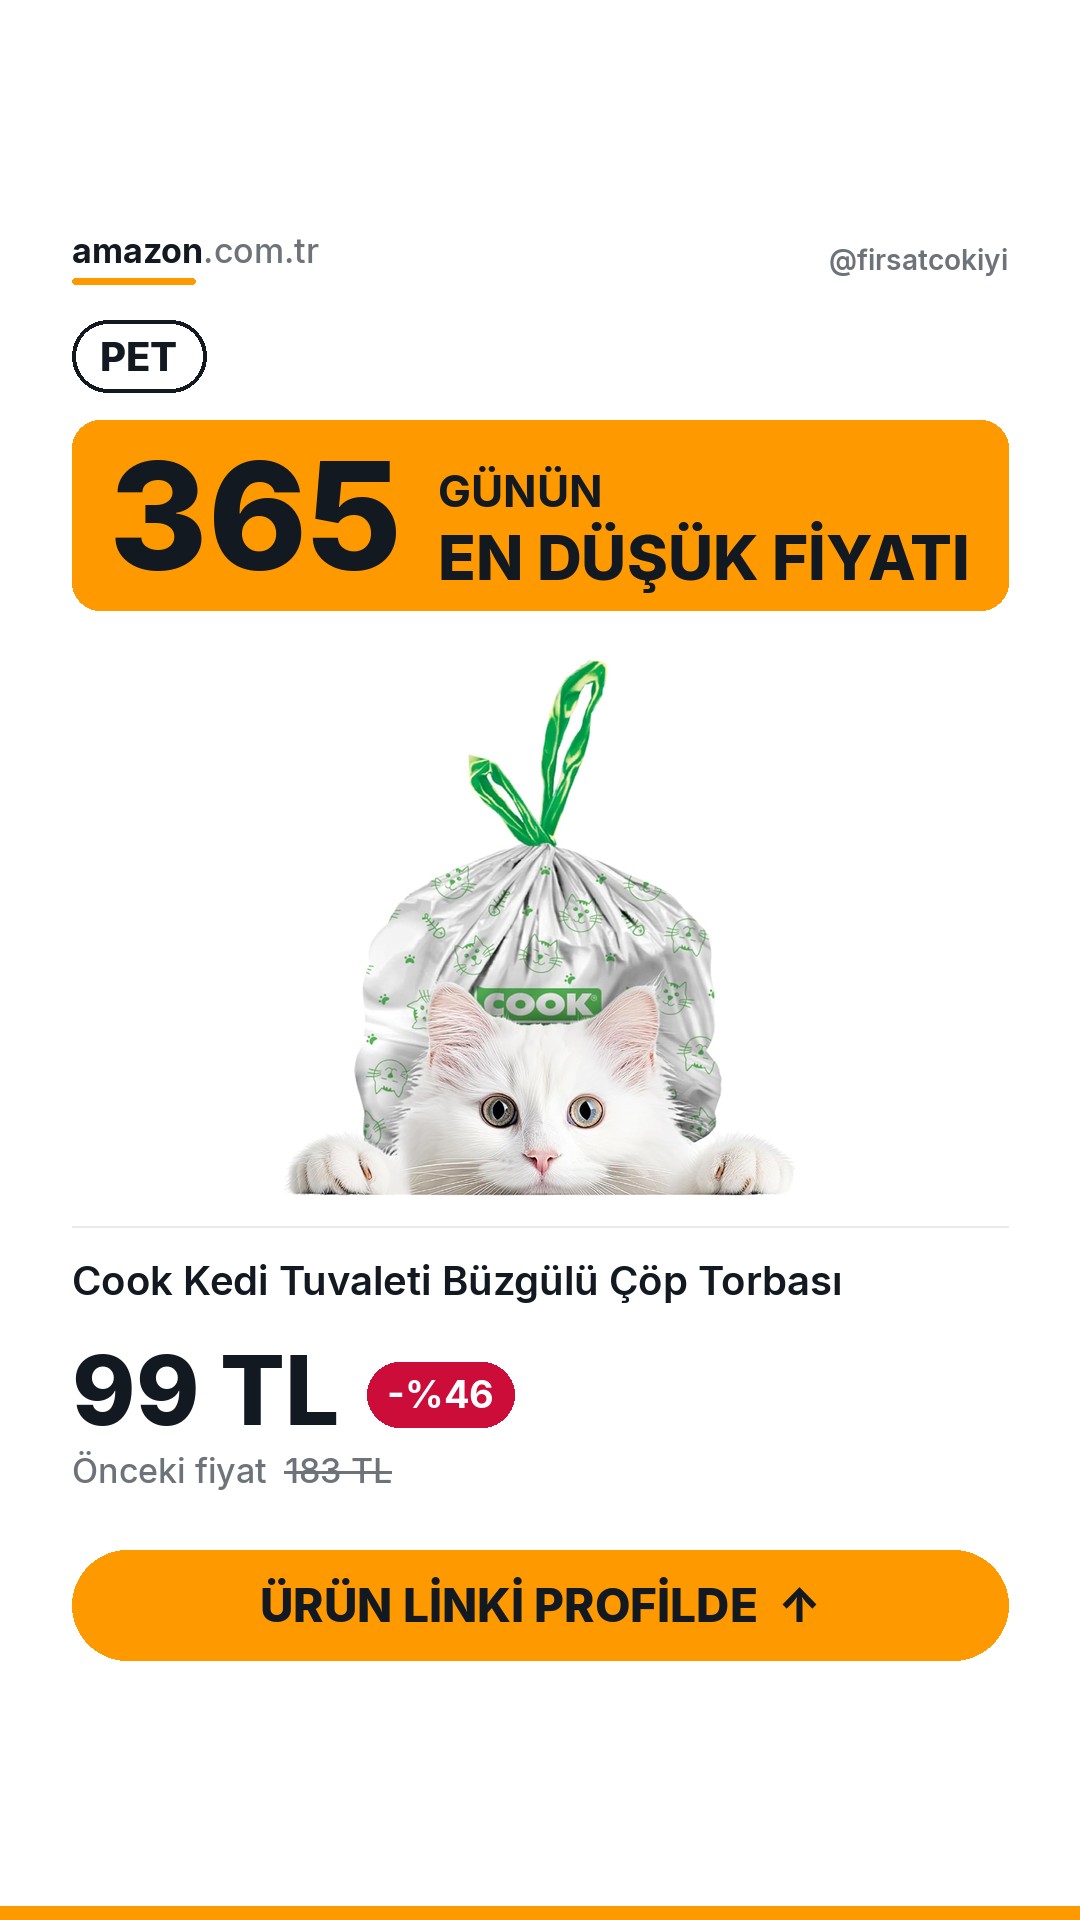 amazon.com.tr
@firsatcokiyi
PET
365 GÜNÜN
EN DÜŞÜK FİYATI
COOK
Cook Kedi Tuvaleti Büzgülü Çöp Torbası
99 TL -%46
Önceki fiyat 183 TL
ÜRÜN LİNKİ PROFİLDE ↑